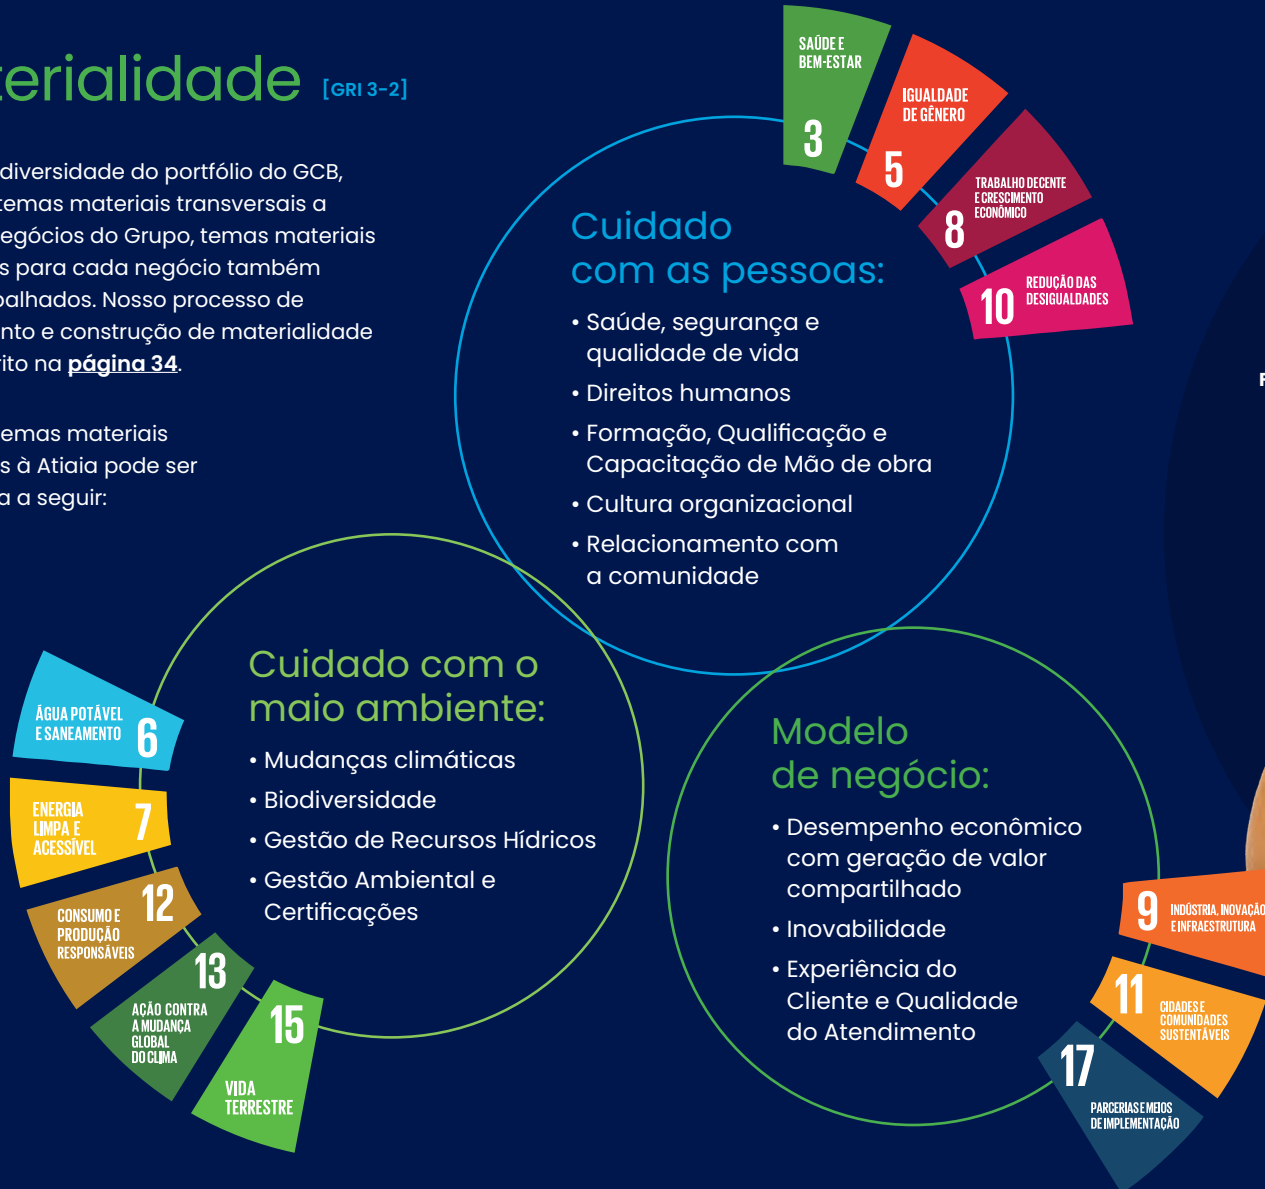 terialidade [GRI 3-2]
diversidade do portfólio do GCB,
temas materiais transversais a
egócios do Grupo, temas materiais
s para cada negócio também
balhados. Nosso processo de
nto e construção de materialidade
rito na página 34.
emas materiais
s à Atiaia pode ser
a a seguir:
Cuidado
com as pessoas:
• Saúde, segurança e
qualidade de vida
• Direitos humanos
• Formação, Qualificação e
Capacitação de Mão de obra
• Cultura organizacional
• Relacionamento com
a comunidade
SAÚDE E
BEM-ESTAR
3
IGUALDADE
DE GÊNERO
5
TRABALHO DECENTE
E CRESCIMENTO
ECONÔMICO
8
10
REDUÇÃO DAS
DESIGUALDADES
Cuidado com o
maio ambiente:
• Mudanças climáticas
• Biodiversidade
• Gestão de Recursos Hídricos
• Gestão Ambiental e
Certificações
ÁGUA POTÁVEL
E SANEAMENTO
6
ENERGIA
LIMPA E
ACESSÍVEL
7
12
CONSUMO E
PRODUÇÃO
RESPONSÁVEIS
13
AÇÃO CONTRA
A MUDANÇA
GLOBAL
DO CLIMA
15
VIDA
TERRESTRE
Modelo
de negócio:
• Desempenho econômico
com geração de valor
compartilhado
• Inovabilidade
• Experiência do
Cliente e Qualidade
do Atendimento
9
INDÚSTRIA, INOVAÇÃO
E INFRAESTRUTURA
11
CIDADES E
COMUNIDADES
SUSTENTÁVEIS
17
PARCERIAS E MEIOS
DE IMPLEMENTAÇÃO